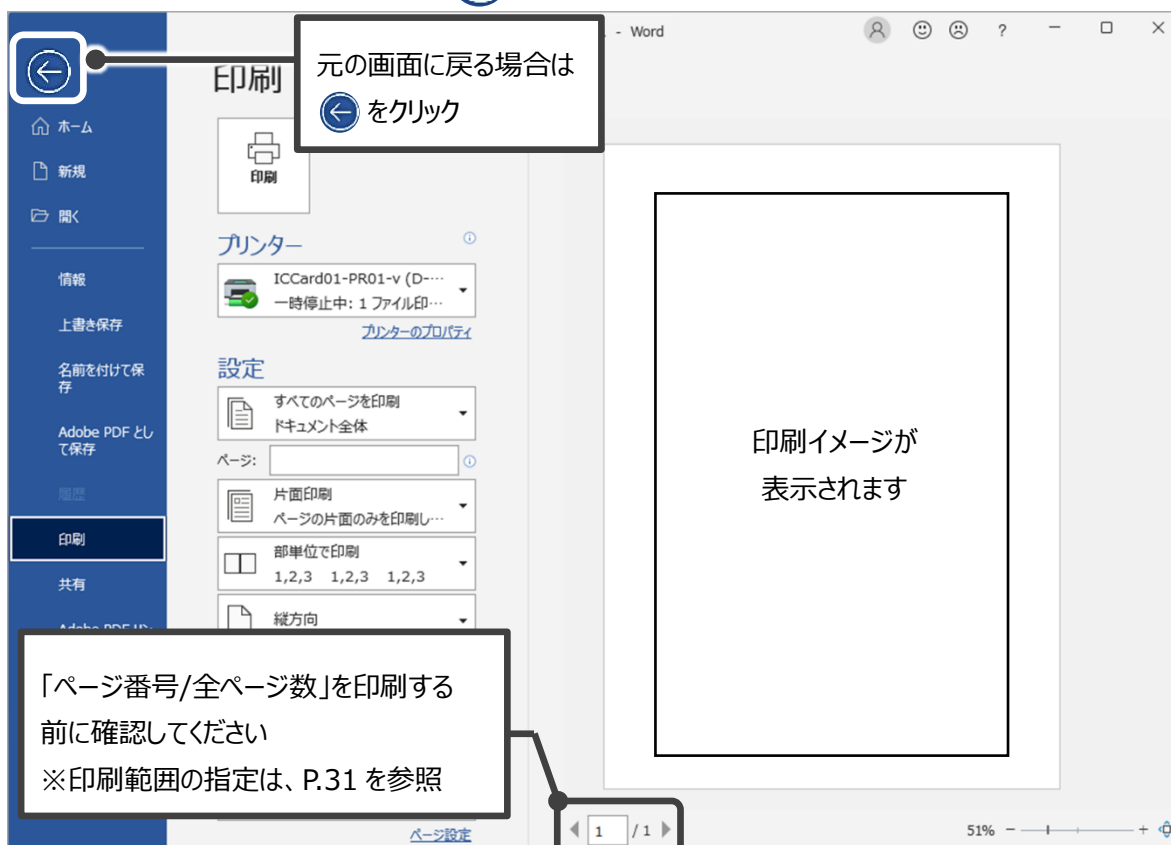 - Word
?
元の画面に戻る場合は
をクリック
印刷
ホーム
新規
開く
情報
上書き保存
名前を付けて保
存
Adobe PDF とし
て保存
履歴
印刷
共有
印刷
プリンター
ICCard01-PR01-v (D-…
一時停止中: 1 ファイル印…
プリンターのプロパティ
設定
すべてのページを印刷
ドキュメント全体
ページ:
片面印刷
ページの片面のみを印刷し…
部単位で印刷
1,2,3 1,2,3 1,2,3
縦方向
「ページ番号/全ページ数」を印刷する
前に確認してください
※印刷範囲の指定は、P.31 を参照
ページ設定
印刷イメージが
表示されます
1 / 1
51%